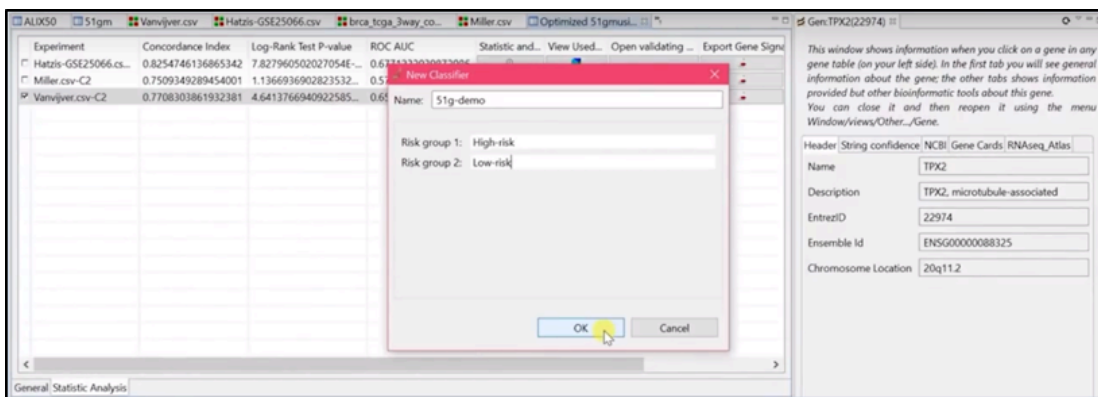 ALIX50 51gm Vanvijver.csv Hatzis-GSE25066.csv brca_tcga_3way_co... Miller.csv Optimized 51gmusi... Gen:TPX2(22974)
Experiment Concordance Index Log-Rank Test P-value ROC AUC Statistic and... View Used... Open validating ... Export Gene Signa
Hatzis-GSE25066.cs... 0.8254746136865342 7.827960502027054E-...
Miller.csv-C2 0.7509349289454001 1.1366936902823532... 0.57
Vanvijver.csv-C2 0.7708303861932381 4.6413766940922585... 0.65
New Classifier
Name: 51g-demo
Risk group 1: High-risk
Risk group 2: Low-risk
OK Cancel
General Statistic Analysis
This window shows information when you click on a gene in any
gene table (on your left side). In the first tab you will see general
information about the gene; the other tabs shows information
provided but other bioinformatic tools about this gene.
You can close it and then reopen it using the menu
Window/views/Other.../Gene.
Header String confidence NCBI Gene Cards RNAseq_Atlas
Name TPX2
Description TPX2, microtubule-associated
EntrezID 22974
Ensemble Id ENSG00000088325
Chromosome Location 20q11.2